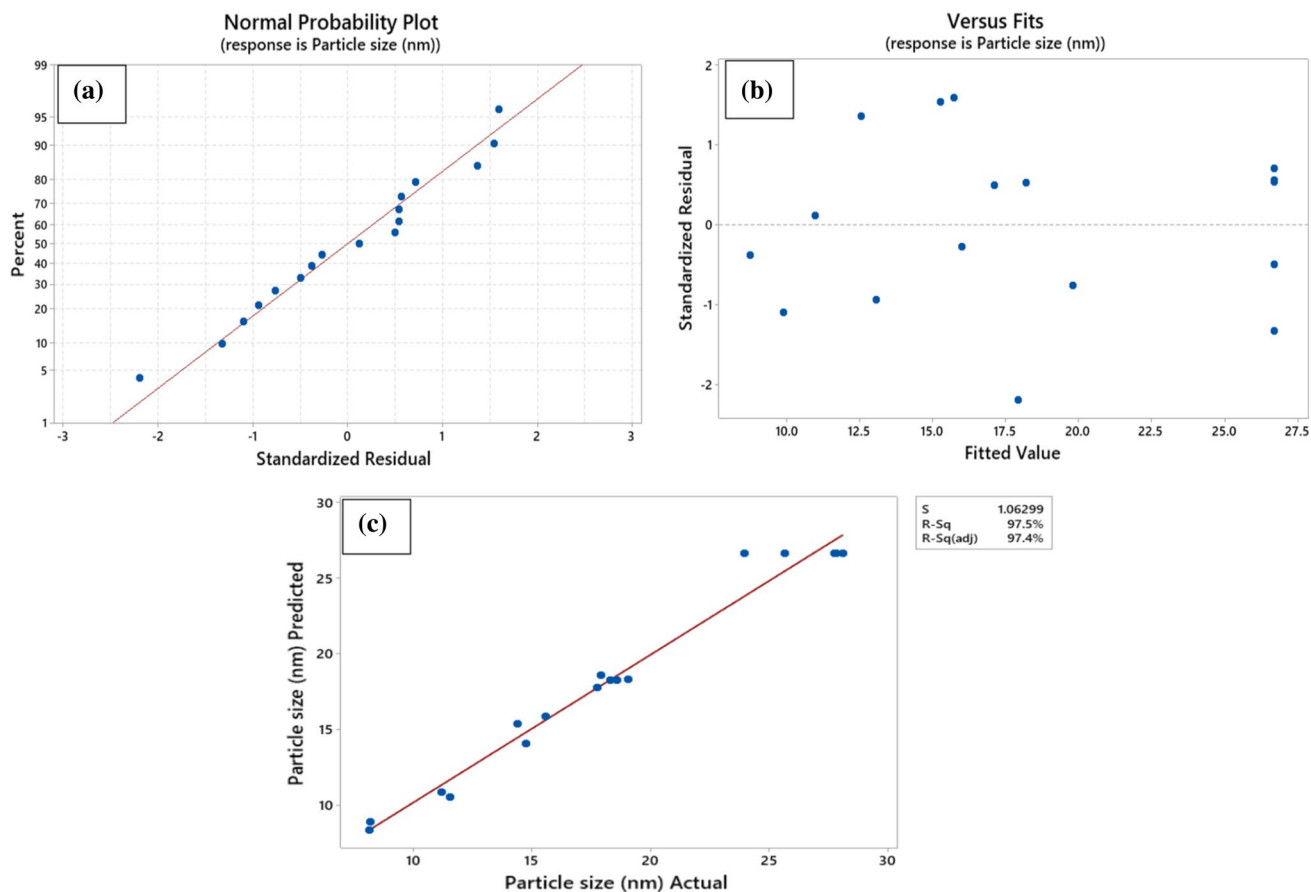 Normal Probability Plot
(response is Particle size (nm))
(a)
99
95
90
80
70
60
50
40
30
20
10
5
1
Percent
-3 -2 -1 0 1 2 3
Standardized Residual
Versus Fits
(response is Particle size (nm))
(b)
2
1
0
-1
-2
Standardized Residual
10.0 12.5 15.0 17.5 20.0 22.5 25.0 27.5
Fitted Value
(c)
30
25
20
15
10
Particle size (nm) Predicted
10 15 20 25 30
Particle size (nm) Actual
S 1.06299
R-Sq 97.5%
R-Sq(adj) 97.4%